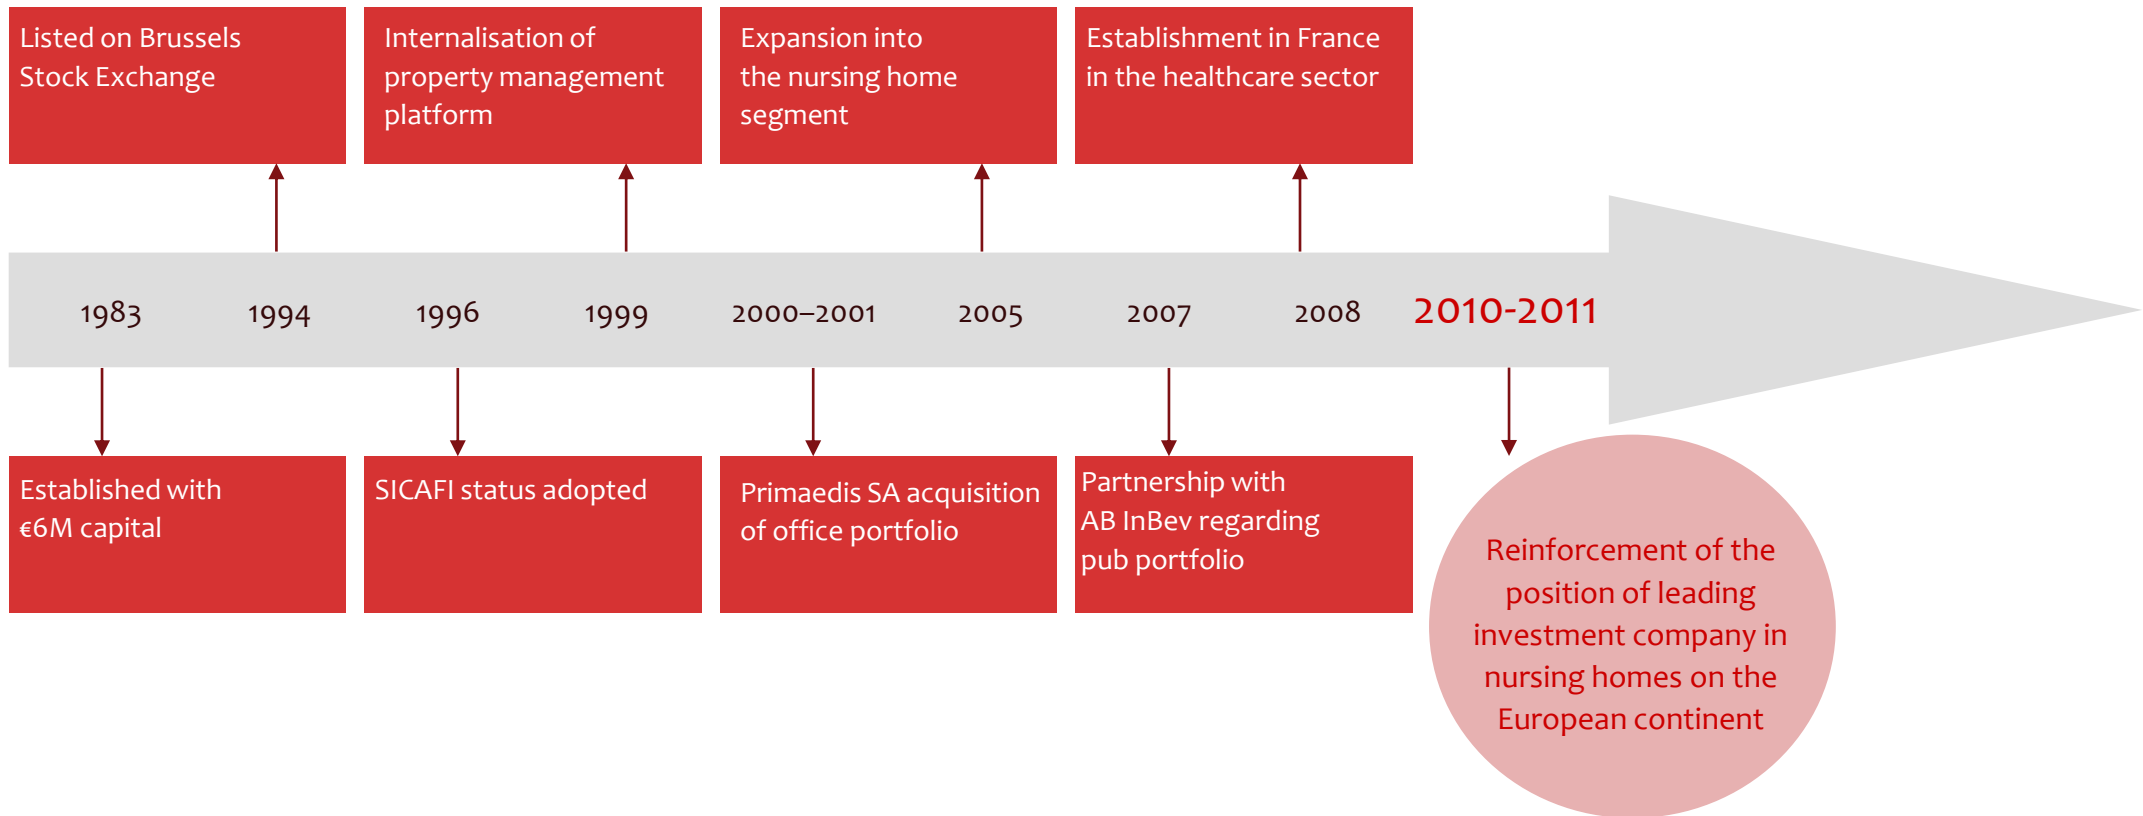 Listed on Brussels
Stock Exchange
Internalisation of
property management
platform
Expansion into
the nursing home
segment
Establishment in France
in the healthcare sector
1983
1994
1996
1999
2000–2001
2005
2007
2008
2010-2011
Established with
€6M capital
SICAFI status adopted
Primaedis SA acquisition
of office portfolio
Partnership with
AB InBev regarding
pub portfolio
Reinforcement of the
position of leading
investment company in
nursing homes on the
European continent